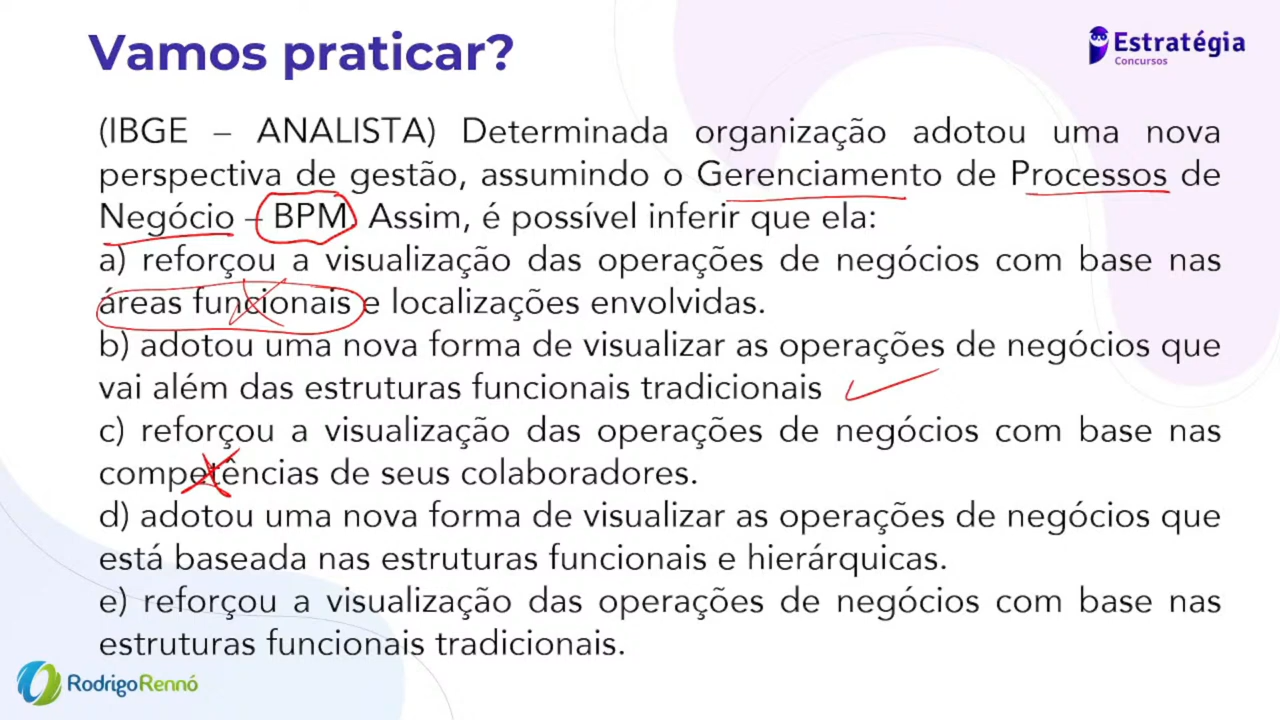 Vamos praticar?
Estratégia
Concursos
(IBGE – ANALISTA) Determinada organização adotou uma nova
perspectiva de gestão, assumindo o Gerenciamento de Processos de
Negócio – BPM. Assim, é possível inferir que ela:
a) reforçou a visualização das operações de negócios com base nas
áreas funcionais e localizações envolvidas.
b) adotou uma nova forma de visualizar as operações de negócios que
vai além das estruturas funcionais tradicionais
c) reforçou a visualização das operações de negócios com base nas
competências de seus colaboradores.
d) adotou uma nova forma de visualizar as operações de negócios que
está baseada nas estruturas funcionais e hierárquicas.
e) reforçou a visualização das operações de negócios com base nas
estruturas funcionais tradicionais.
RodrigoRennó